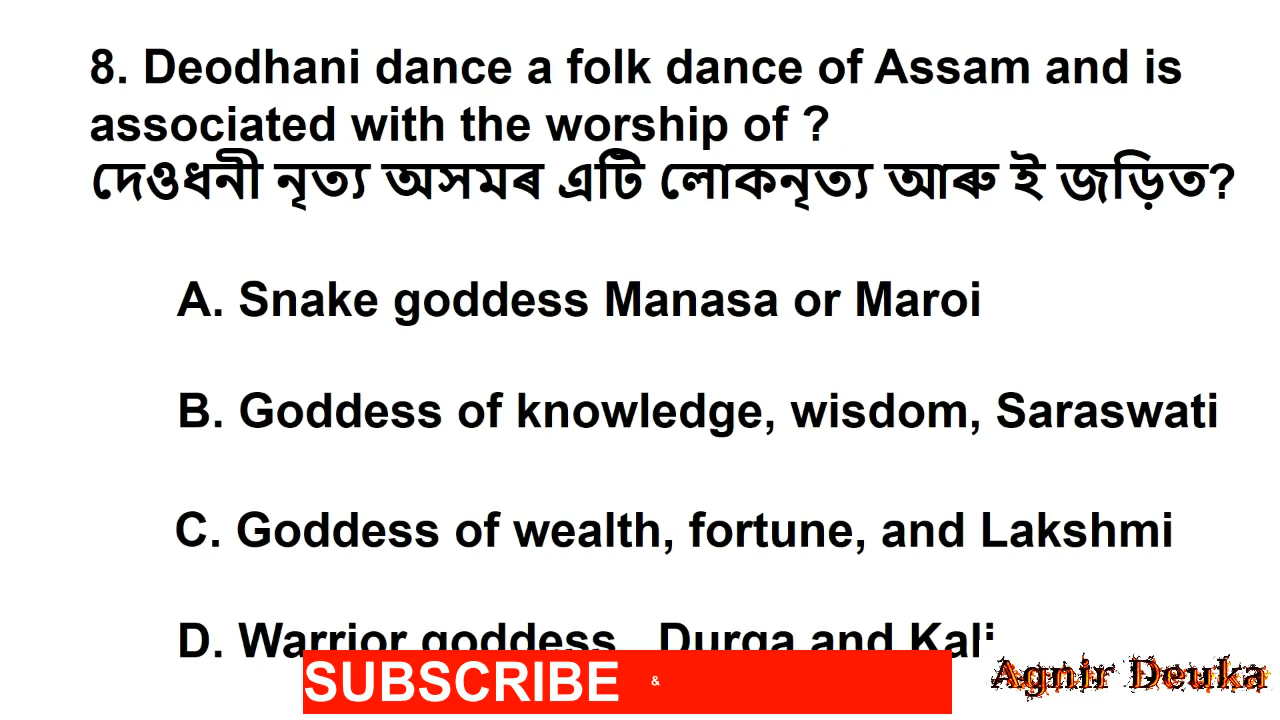 8. Deodhani dance a folk dance of Assam and is
associated with the worship of ?
দেওধনী নৃত্য অসমৰ এটি লোকনৃত্য আৰু ই জড়িত?
A. Snake goddess Manasa or Maroi
B. Goddess of knowledge, wisdom, Saraswati
C. Goddess of wealth, fortune, and Lakshmi
D. Warrior goddess, Durga and Kali
SUBSCRIBE &
Agnir Deuka